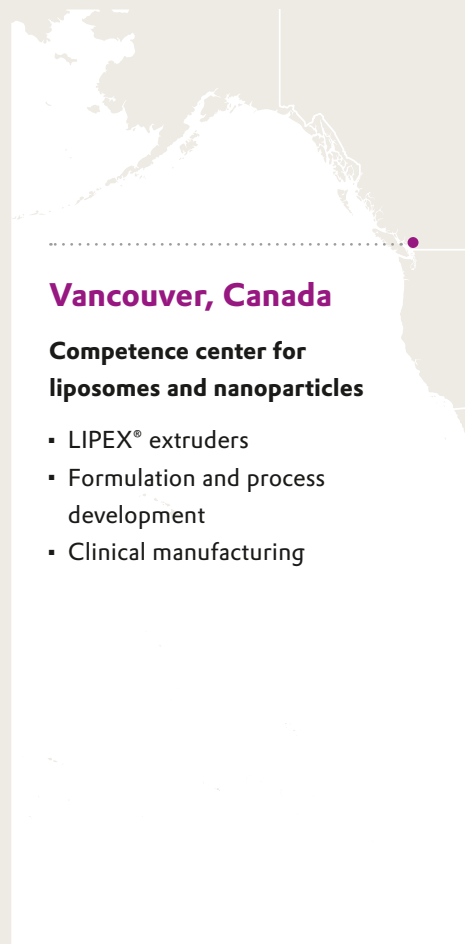 Vancouver, Canada
Competence center for
liposomes and nanoparticles
▪ LIPEX® extruders
▪ Formulation and process
development
▪ Clinical manufacturing